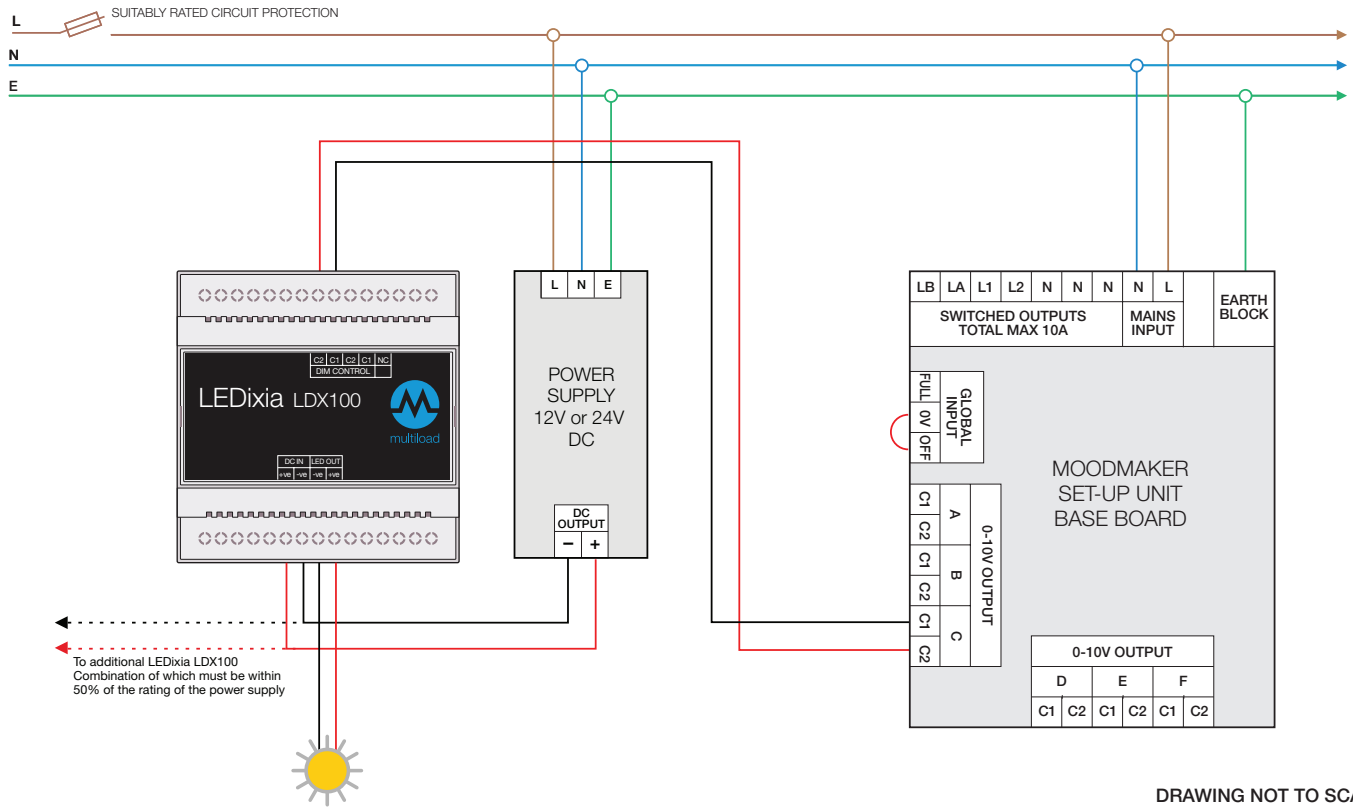 L
SUITABLY RATED CIRCUIT PROTECTION
N
E
C2 C1 C2 C1 NC
DIM CONTROL
LEDixia LDX100
multiload
DC IN LED OUT
+ve -ve -ve +ve
L N E
POWER
SUPPLY
12V or 24V
DC
DC
OUTPUT
− +
To additional LEDixia LDX100
Combination of which must be within
50% of the rating of the power supply
LB LA L1 L2 N N N N L
SWITCHED OUTPUTS
TOTAL MAX 10A
MAINS
INPUT
EARTH
BLOCK
FULL 0V OFF
GLOBAL
INPUT
MOODMAKER
SET-UP UNIT
BASE BOARD
C1 C2 C1 C2 C1 C2
A B C
0-10V OUTPUT
0-10V OUTPUT
D E F
C1 C2 C1 C2 C1 C2
DRAWING NOT TO